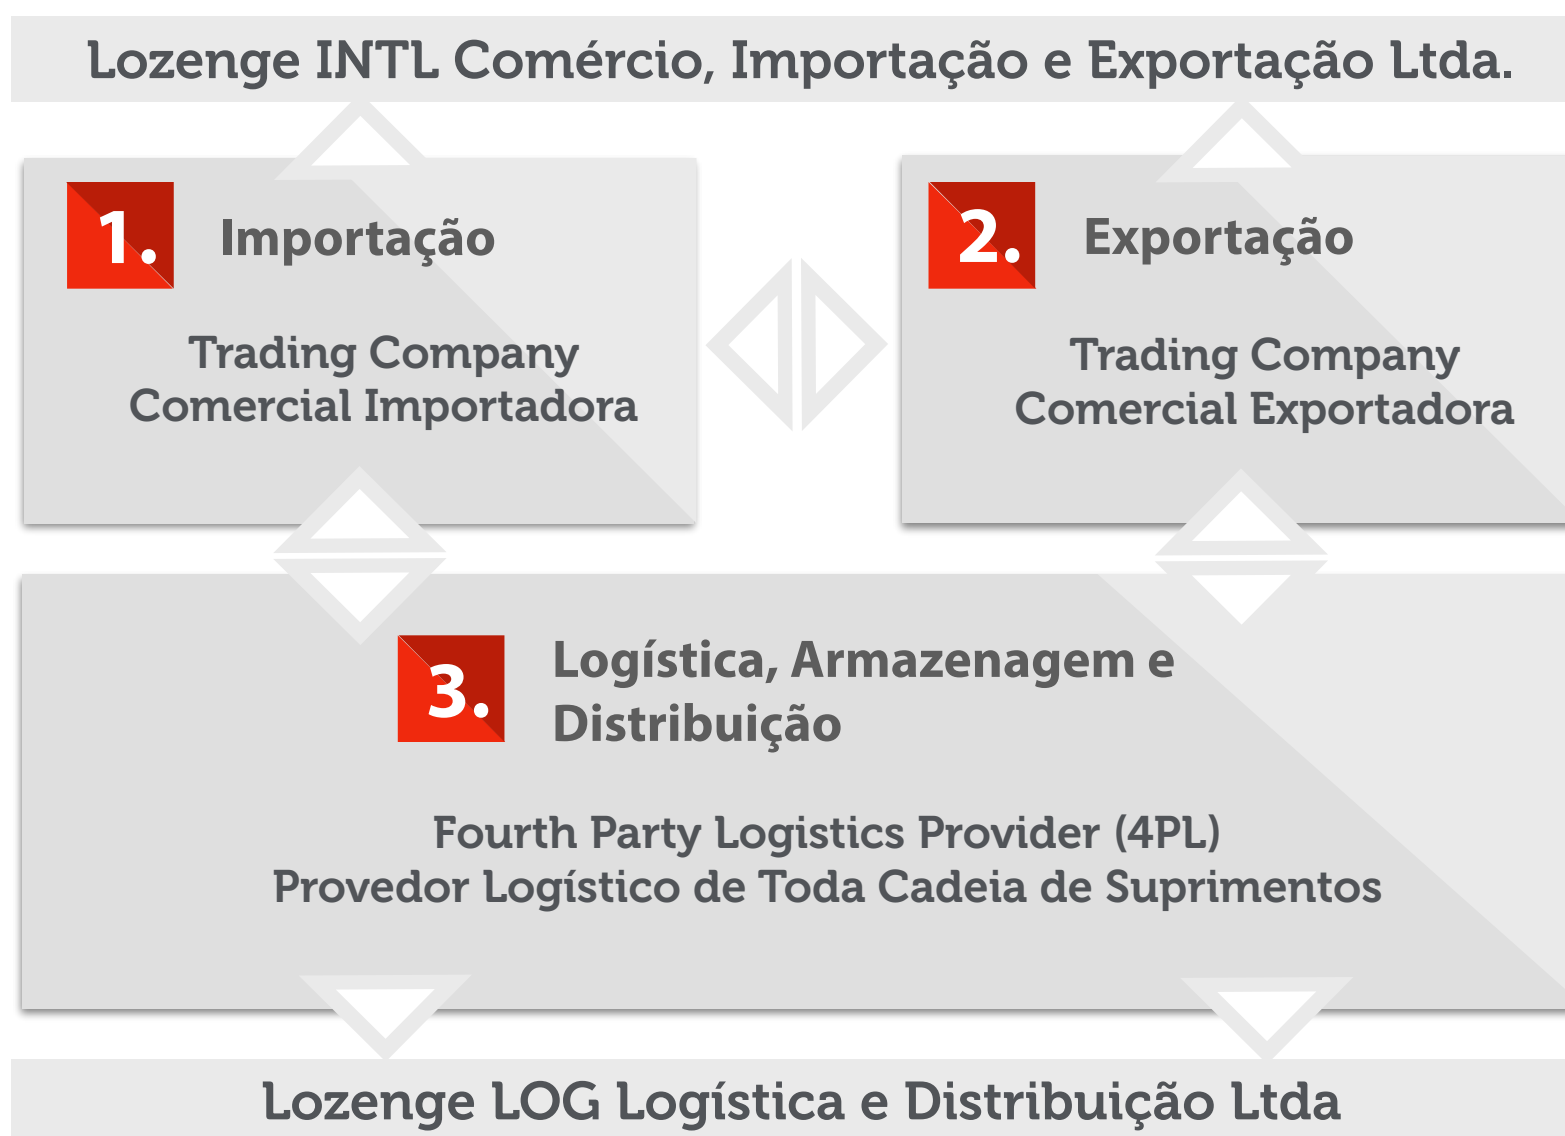 Lozenge INTL Comércio, Importação e Exportação Ltda.
1.
Importação
Trading Company
Comercial Importadora
2.
Exportação
Trading Company
Comercial Exportadora
3.
Logística, Armazenagem e
Distribuição
Fourth Party Logistics Provider (4PL)
Provedor Logístico de Toda Cadeia de Suprimentos
Lozenge LOG Logística e Distribuição Ltda